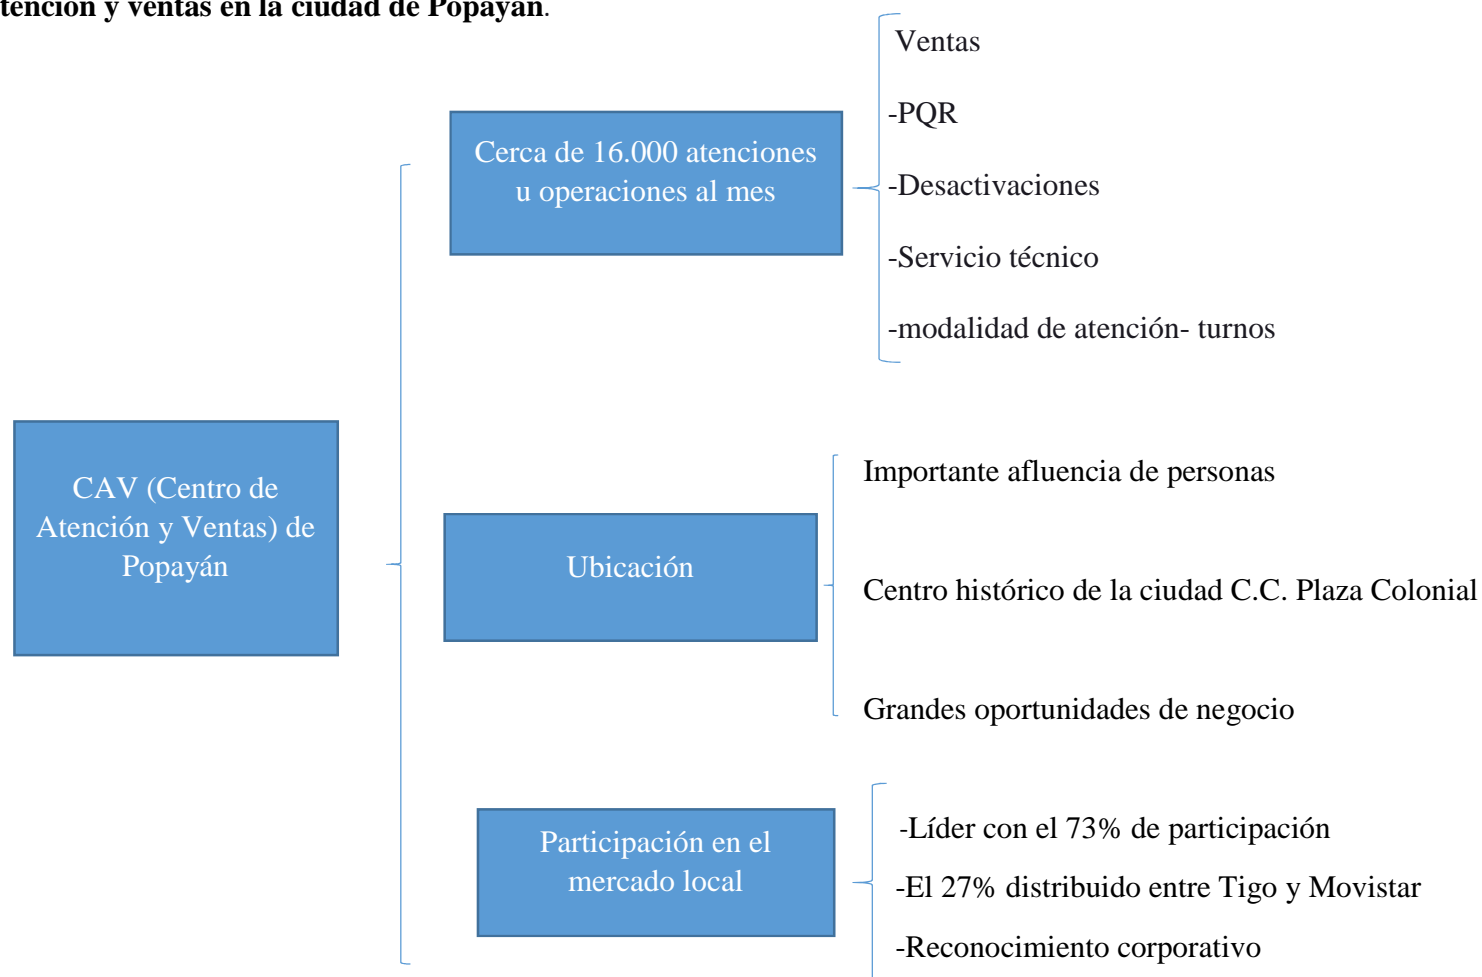 tención y ventas en la ciudad de Popayán.
Ventas
-PQR
Cerca de 16.000 atenciones
u operaciones al mes
-Desactivaciones
-Servicio técnico
-modalidad de atención- turnos
CAV (Centro de
Atención y Ventas) de
Popayán
Importante afluencia de personas
Ubicación
Centro histórico de la ciudad C.C. Plaza Colonial
Grandes oportunidades de negocio
Participación en el
mercado local
-Líder con el 73% de participación
-El 27% distribuido entre Tigo y Movistar
-Reconocimiento corporativo